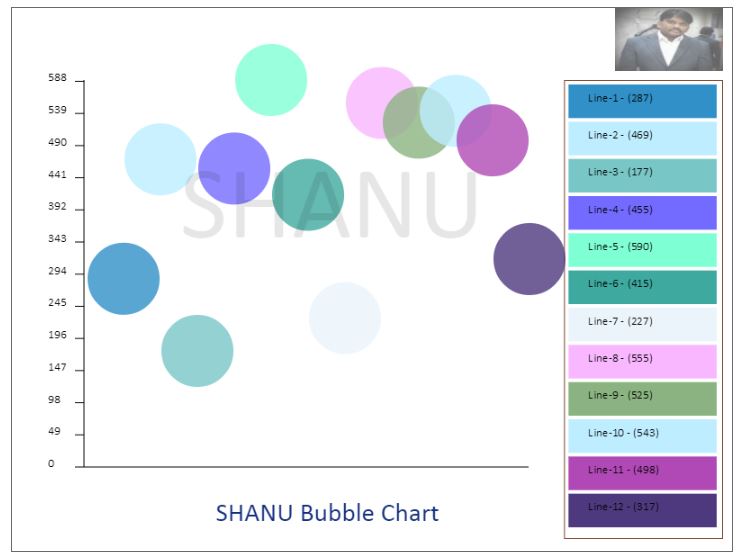 588
539
490
441
392
343
294
245
196
147
98
49
0
SHANU
SHANU Bubble Chart
Line-1 - (287)
Line-2 - (469)
Line-3 - (177)
Line-4 - (455)
Line-5 - (590)
Line-6 - (415)
Line-7 - (227)
Line-8 - (555)
Line-9 - (525)
Line-10 - (543)
Line-11 - (498)
Line-12 - (317)